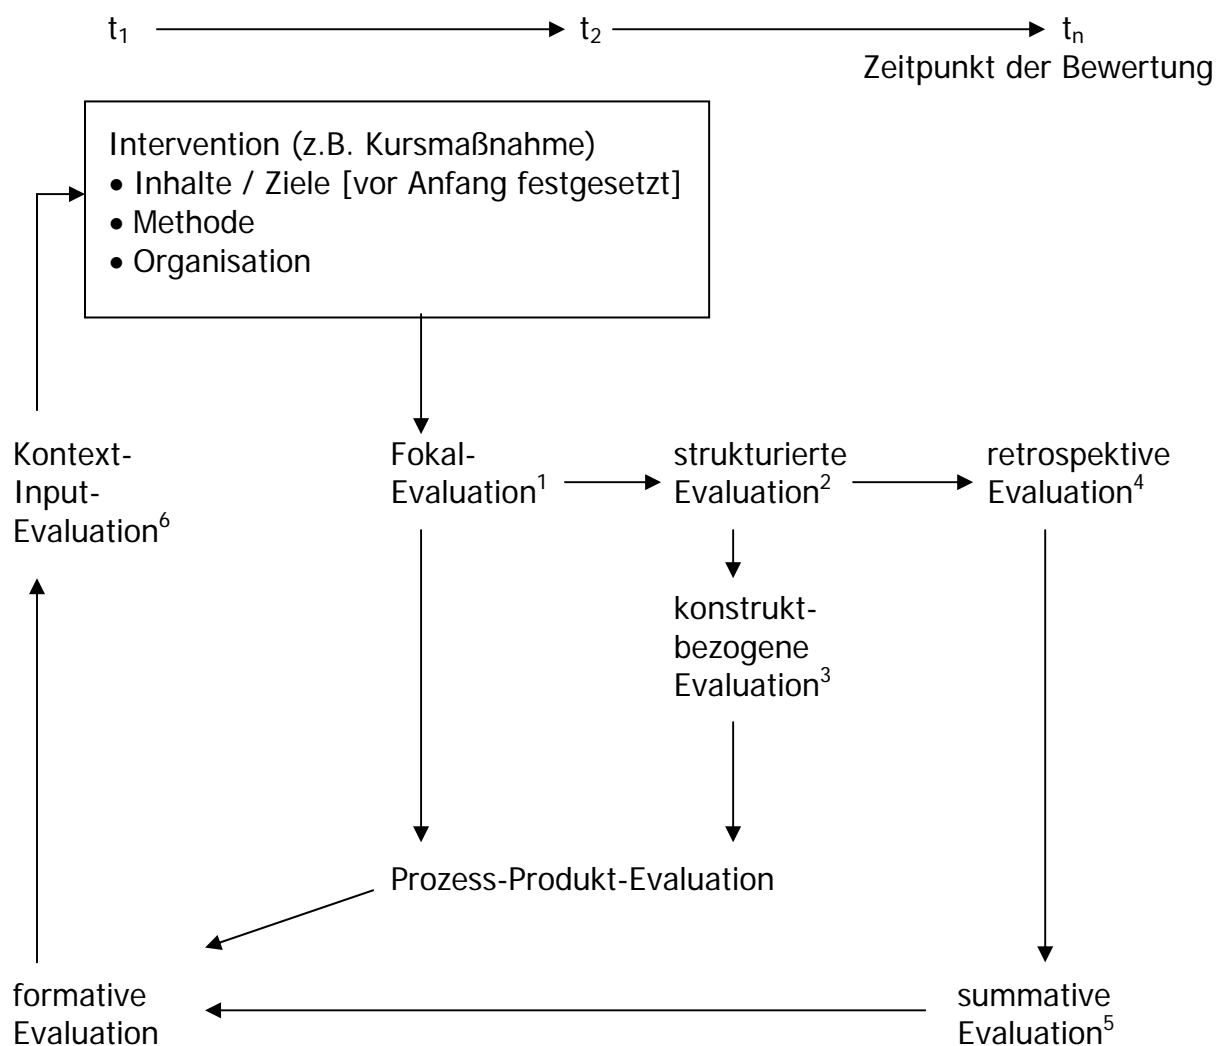 t₁ t₂ tₙ
Zeitpunkt der Bewertung
Intervention (z.B. Kursmaßnahme)
• Inhalte / Ziele [vor Anfang festgesetzt]
• Methode
• Organisation
Kontext-
Input-
Evaluation⁶
Fokal-
Evaluation¹
strukturierte
Evaluation²
retrospektive
Evaluation⁴
konstrukt-
bezogene
Evaluation³
Prozess-Produkt-Evaluation
formative
Evaluation
summative
Evaluation⁵